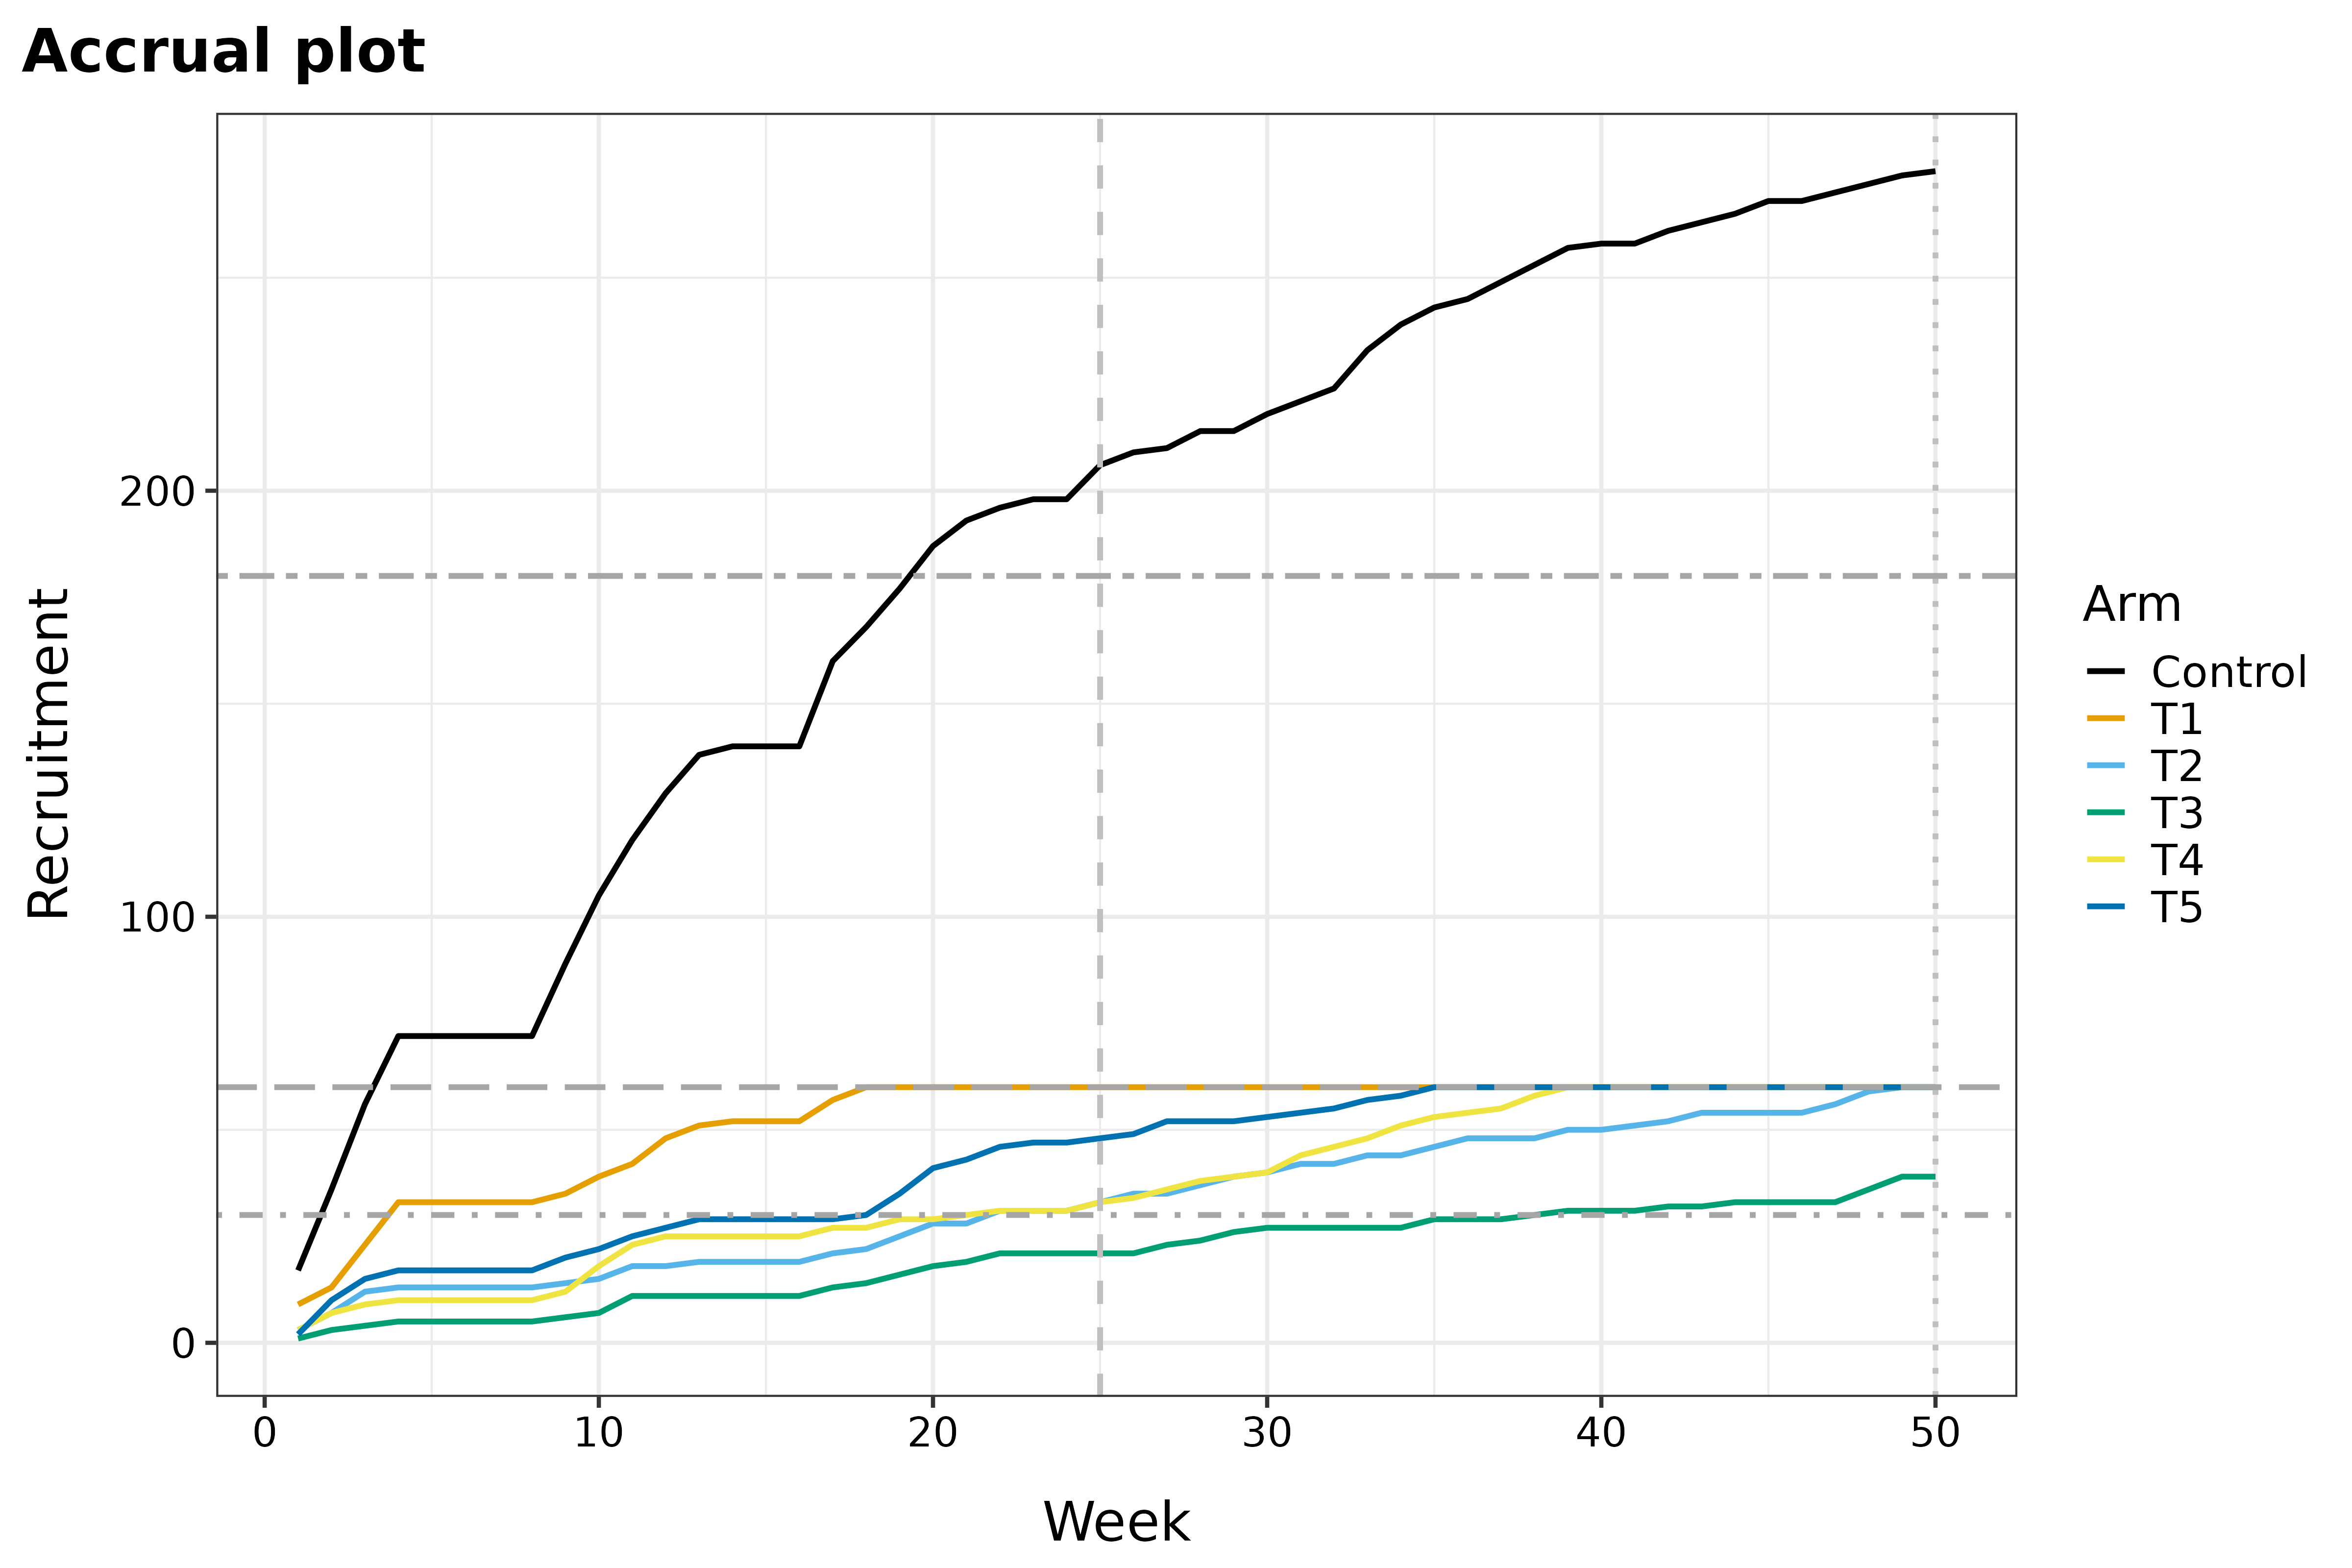 Accrual plot
Recruitment
200
100
0
0 10 20 30 40 50
Week
Arm
Control
T1
T2
T3
T4
T5